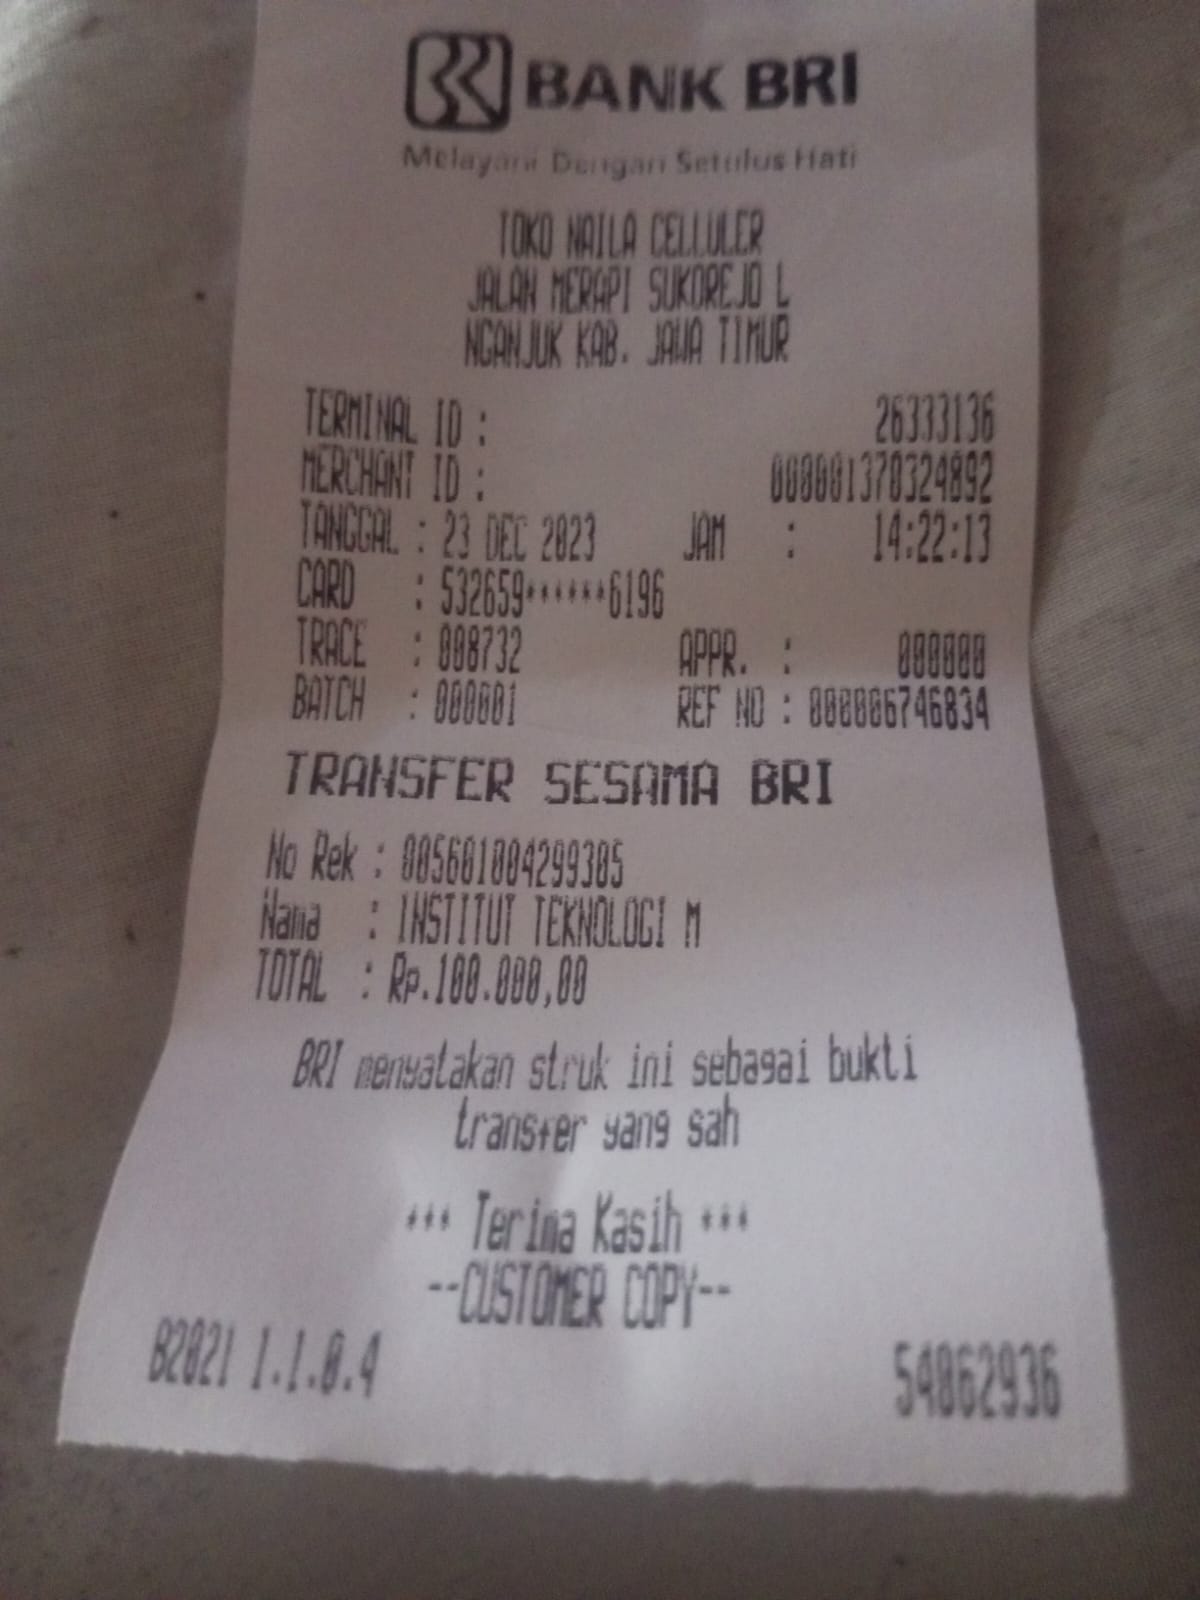 BANK BRI
Melayani Dengan Setulus Hati
TOKO NAILA CELLULER
JALAN MERAPI SUKOREJO L
NGANJUK KAB. JAWA TIMUR
TERMINAL ID : 26333136
MERCHANT ID : 000001370324892
TANGGAL : 23 DEC 2023 JAM : 14:22:13
CARD : 532659******6196
TRACE : 008732 APPR. : 000000
BATCH : 000001 REF NO : 000006746834
TRANSFER SESAMA BRI
No Rek : 005601004299305
Nama : INSTITUT TEKNOLOGI M
TOTAL : Rp.100.000,00
BRI menyatakan struk ini sebagai bukti
transfer yang sah
*** Terima Kasih ***
--CUSTOMER COPY--
B2021 1.1.0.4 54062936